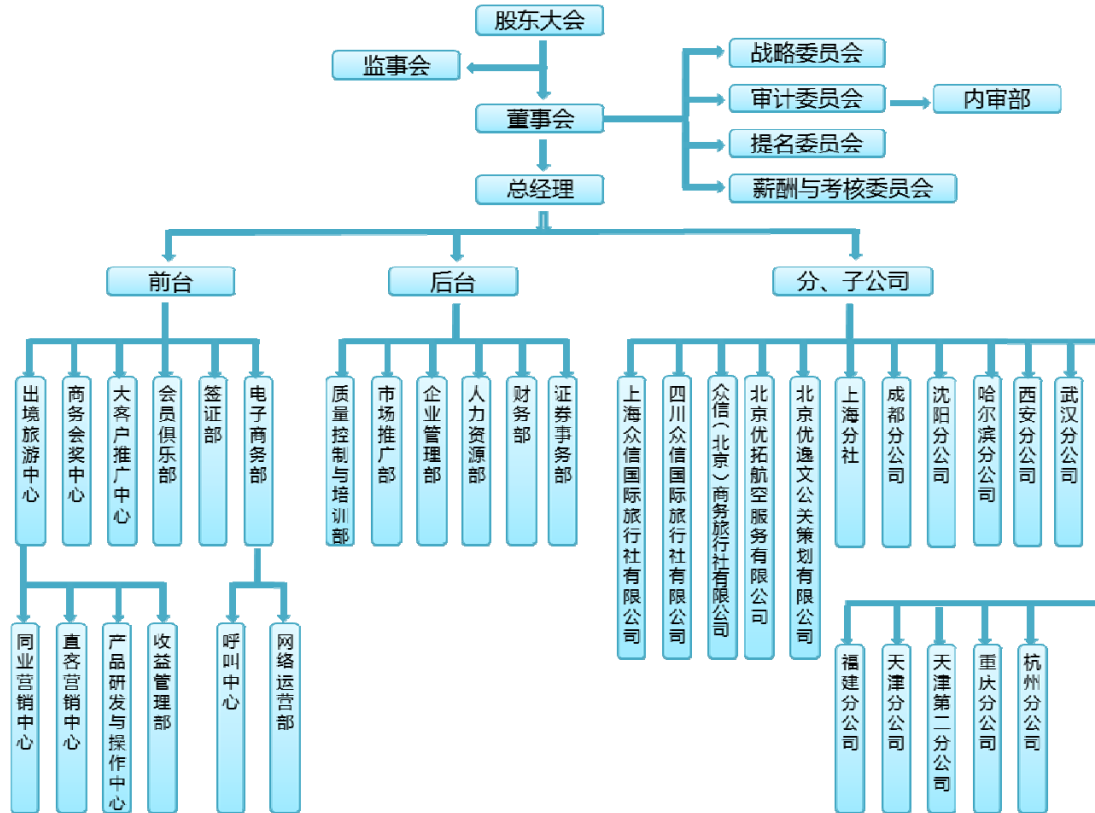 股东大会
监事会
战略委员会
审计委员会
内审部
董事会
提名委员会
总经理
薪酬与考核委员会
前台
后台
分、子公司
出境旅游中心
商务会奖中心
大客户推广中心
会员俱乐部
签证部
电子商务部
质量控制与培训部
市场推广部
企业管理部
人力资源部
财务部
证券事务部
上海众信国际旅行社有限公司
四川众信国际旅行社有限公司
众信（北京）商务旅行社有限公司
北京优拓航空服务有限公司
北京优逸文公关策划有限公司
上海分社
成都分公司
沈阳分公司
哈尔滨分公司
西安分公司
武汉分公司
同业营销中心
直客营销中心
产品研发与操作中心
收益管理部
呼叫中心
网络运营部
福建分公司
天津分公司
天津第二分公司
重庆分公司
杭州分公司